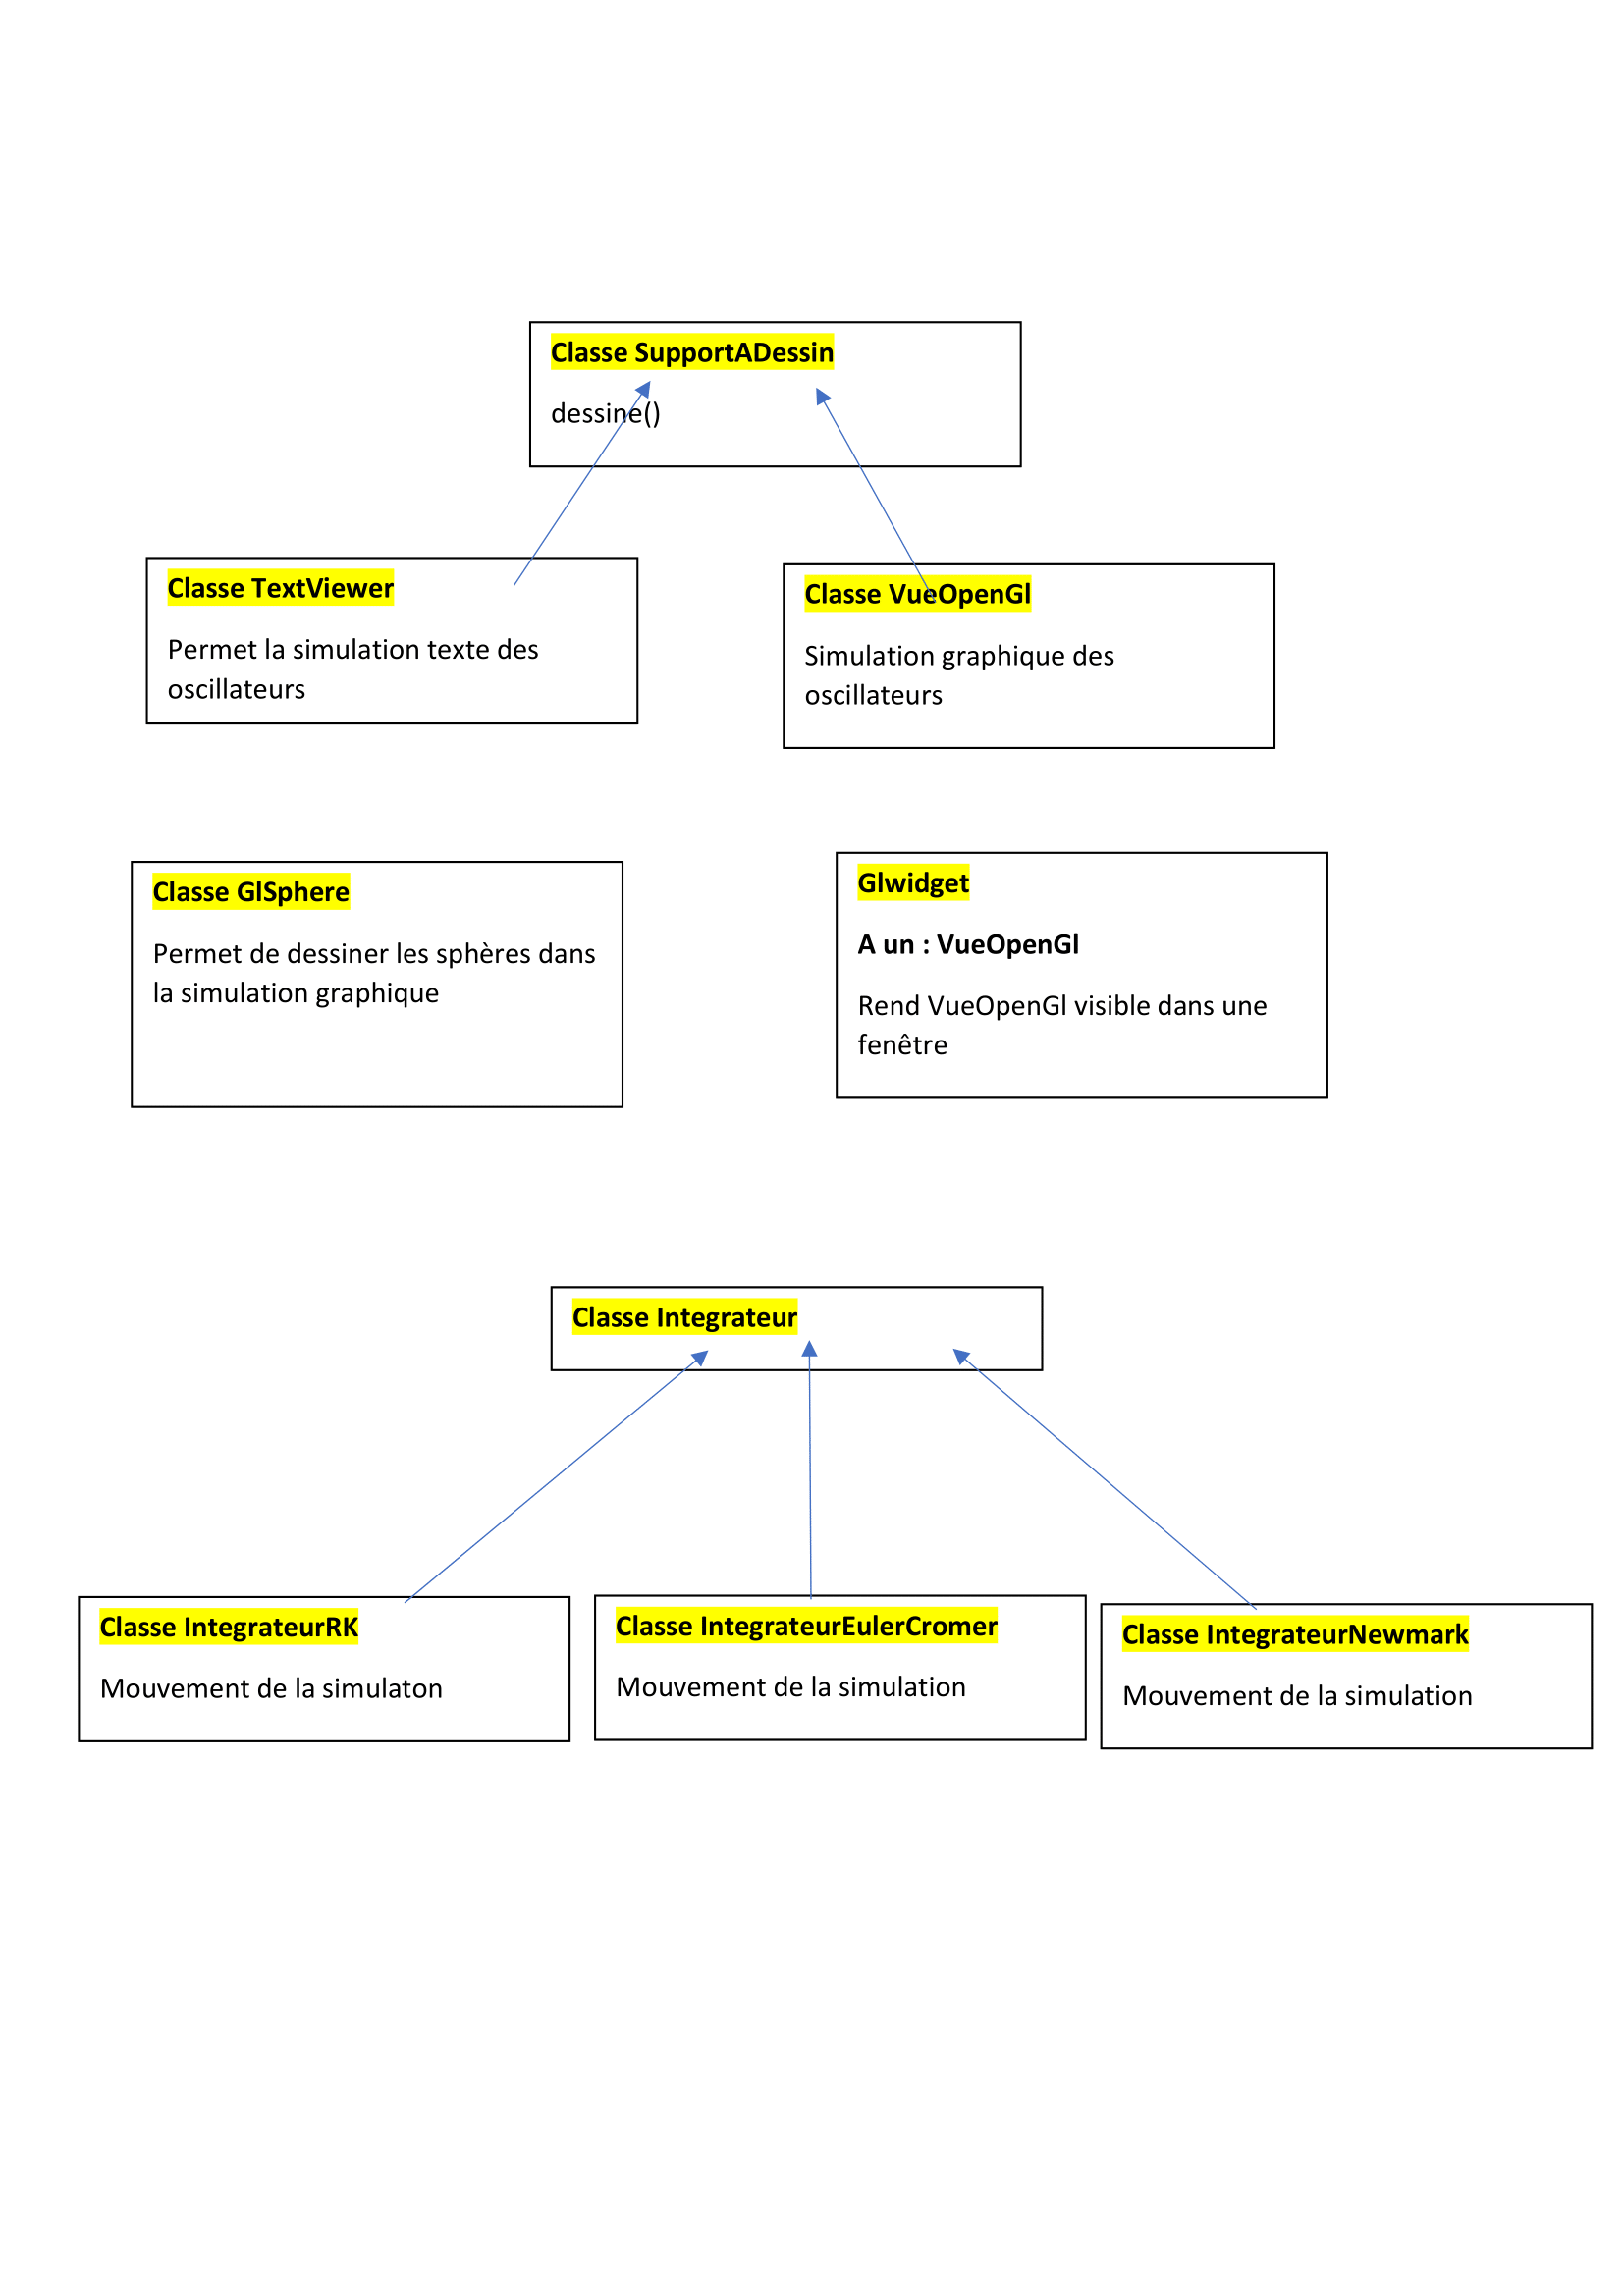 Classe SupportADessin
dessine()
Classe TextViewer
Permet la simulation texte des
oscillateurs
Classe VueOpenGl
Simulation graphique des
oscillateurs
Classe GlSphere
Permet de dessiner les sphères dans
la simulation graphique
Glwidget
A un : VueOpenGl
Rend VueOpenGl visible dans une
fenêtre
Classe Integrateur
Classe IntegrateurRK
Mouvement de la simulaton
Classe IntegrateurEulerCromer
Mouvement de la simulation
Classe IntegrateurNewmark
Mouvement de la simulation